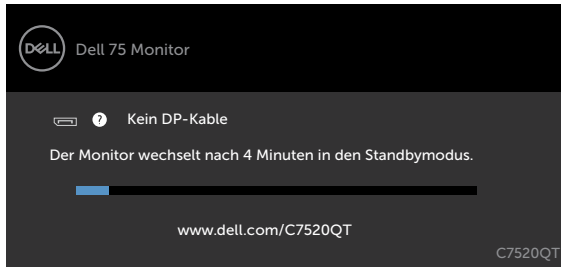 DELL
Dell 75 Monitor
? Kein DP-Kable
Der Monitor wechselt nach 4 Minuten in den Standbymodus.
www.dell.com/C7520QT
C7520QT